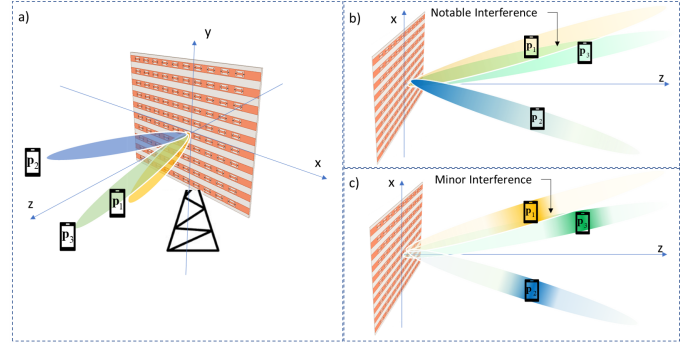 a)
y
x
z
p₂
p₁
p₃
b)
x
Notable Interference
p₁
p₃
z
p₂
c)
x
Minor Interference
p₁
p₃
z
p₂